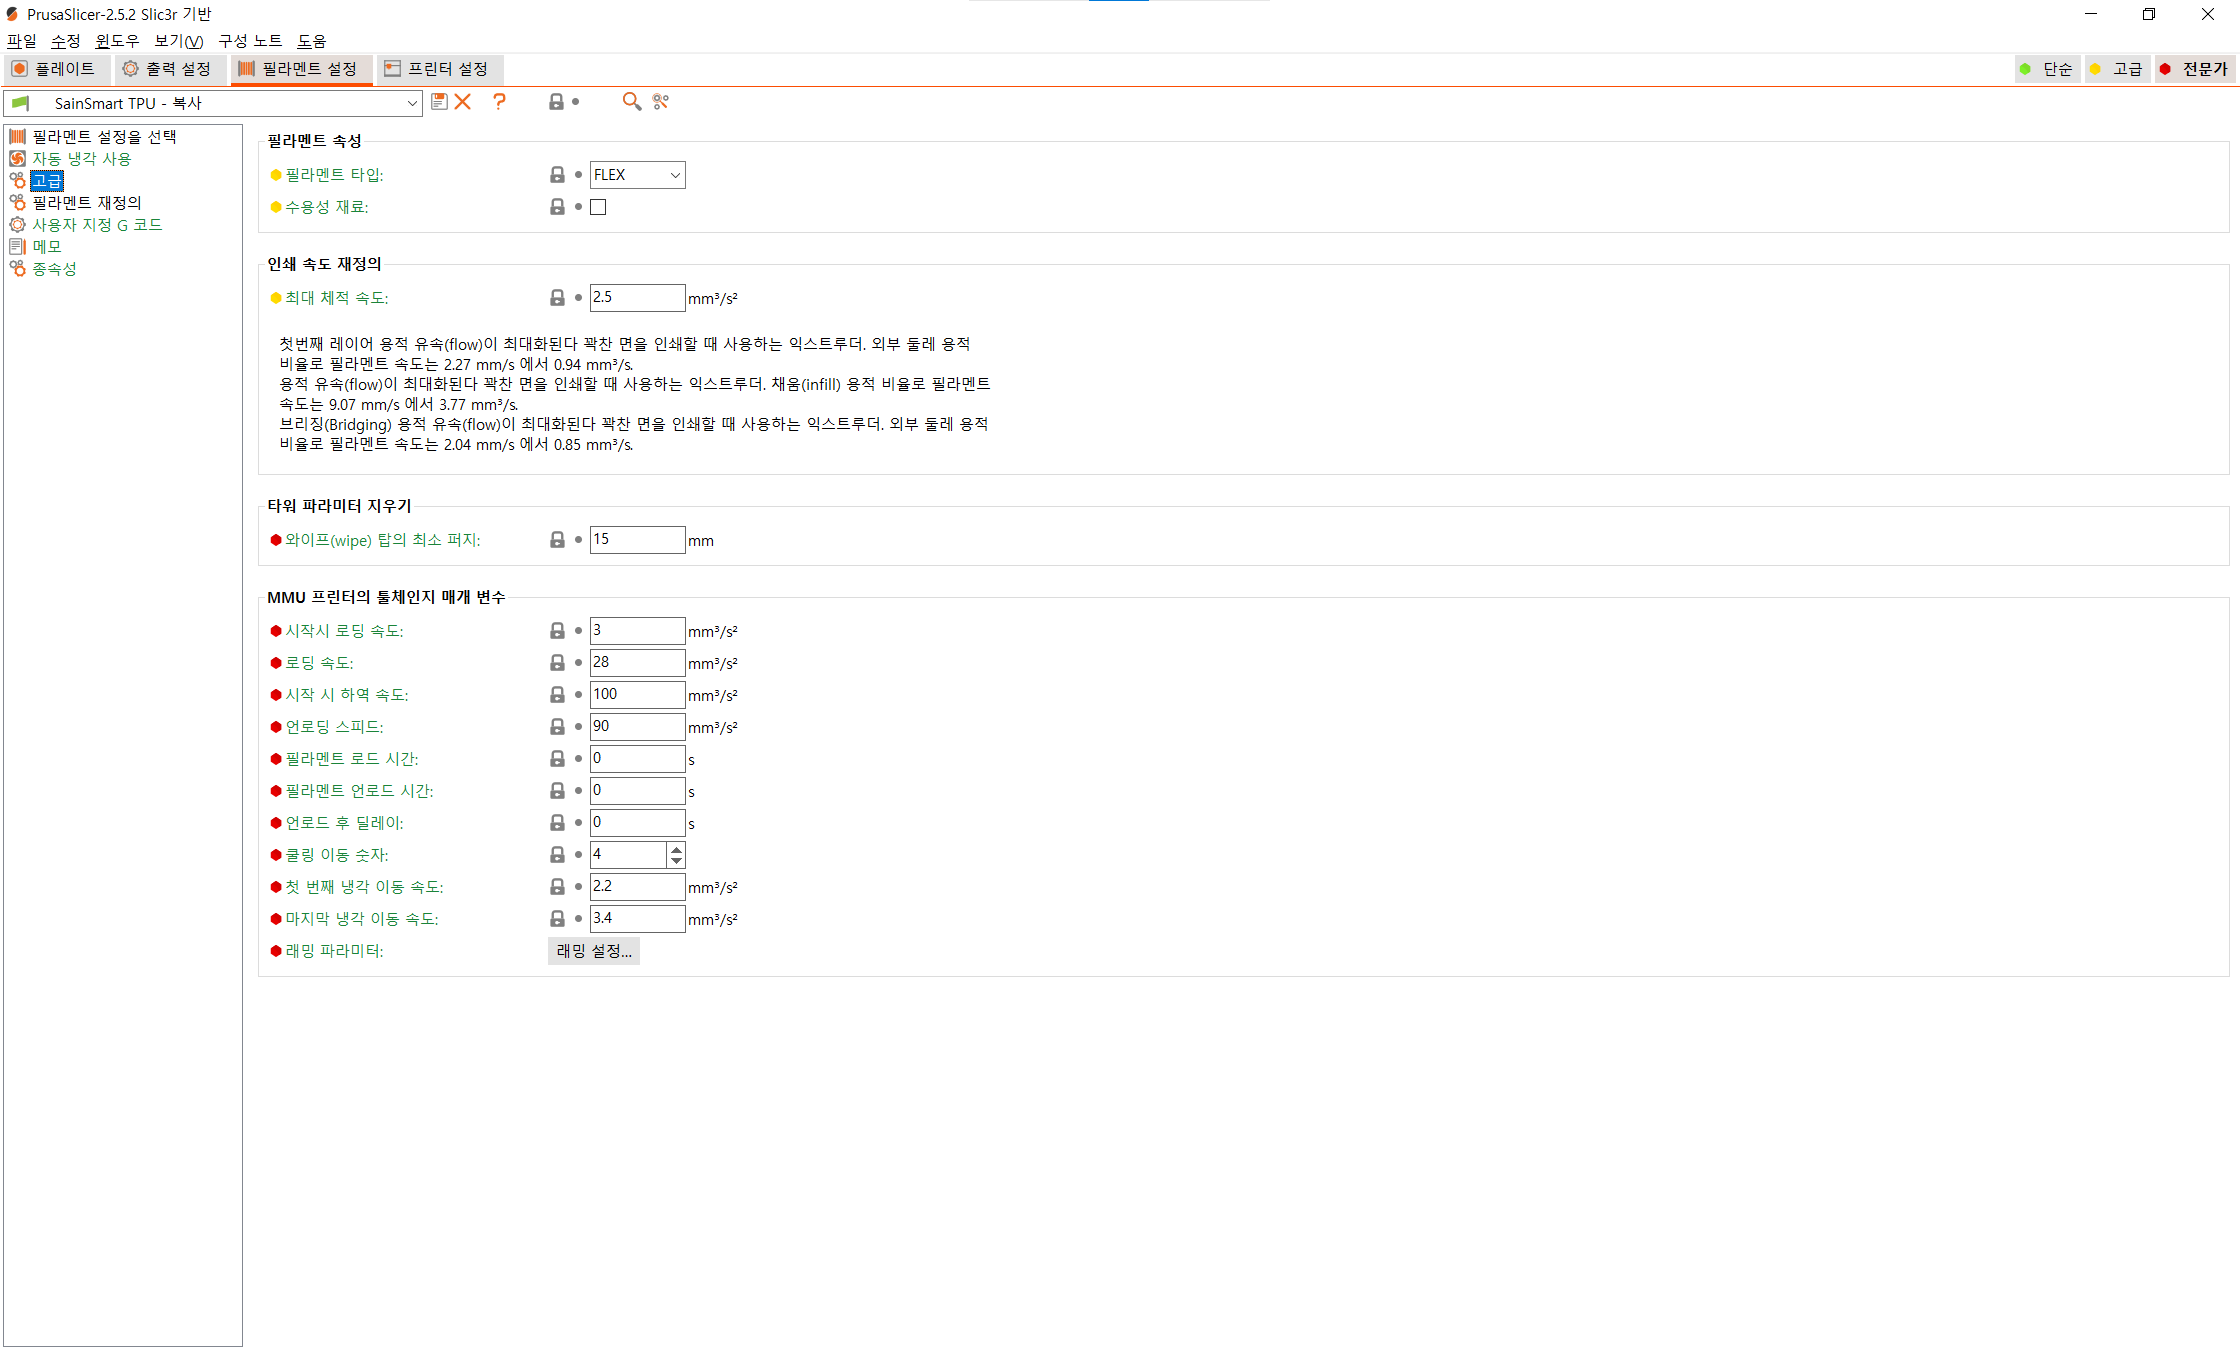 PrusaSlicer-2.5.2 Slic3r 기반
파일 수정 윈도우 보기(V) 구성 노트 도움
플레이트 출력 설정 필라멘트 설정 프린터 설정 단순 고급 전문가
SainSmart TPU - 복사
필라멘트 설정을 선택
자동 냉각 사용
고급
필라멘트 재정의
사용자 지정 G 코드
메모
종속성
필라멘트 속성
필라멘트 타입: FLEX
수용성 재료:
인쇄 속도 재정의
최대 체적 속도: 2.5 mm³/s²
첫번째 레이어 용적 유속(flow)이 최대화된다 꽉찬 면을 인쇄할 때 사용하는 익스트루더. 외부 둘레 용적
비율로 필라멘트 속도는 2.27 mm/s 에서 0.94 mm³/s.
용적 유속(flow)이 최대화된다 꽉찬 면을 인쇄할 때 사용하는 익스트루더. 채움(infill) 용적 비율로 필라멘트
속도는 9.07 mm/s 에서 3.77 mm³/s.
브리징(Bridging) 용적 유속(flow)이 최대화된다 꽉찬 면을 인쇄할 때 사용하는 익스트루더. 외부 둘레 용적
비율로 필라멘트 속도는 2.04 mm/s 에서 0.85 mm³/s.
타워 파라미터 지우기
와이프(wipe) 탑의 최소 퍼지: 15 mm
MMU 프린터의 툴체인지 매개 변수
시작시 로딩 속도: 3 mm³/s²
로딩 속도: 28 mm³/s²
시작 시 하역 속도: 100 mm³/s²
언로딩 스피드: 90 mm³/s²
필라멘트 로드 시간: 0 s
필라멘트 언로드 시간: 0 s
언로드 후 딜레이: 0 s
쿨링 이동 숫자: 4
첫 번째 냉각 이동 속도: 2.2 mm³/s²
마지막 냉각 이동 속도: 3.4 mm³/s²
래밍 파라미터: 래밍 설정...